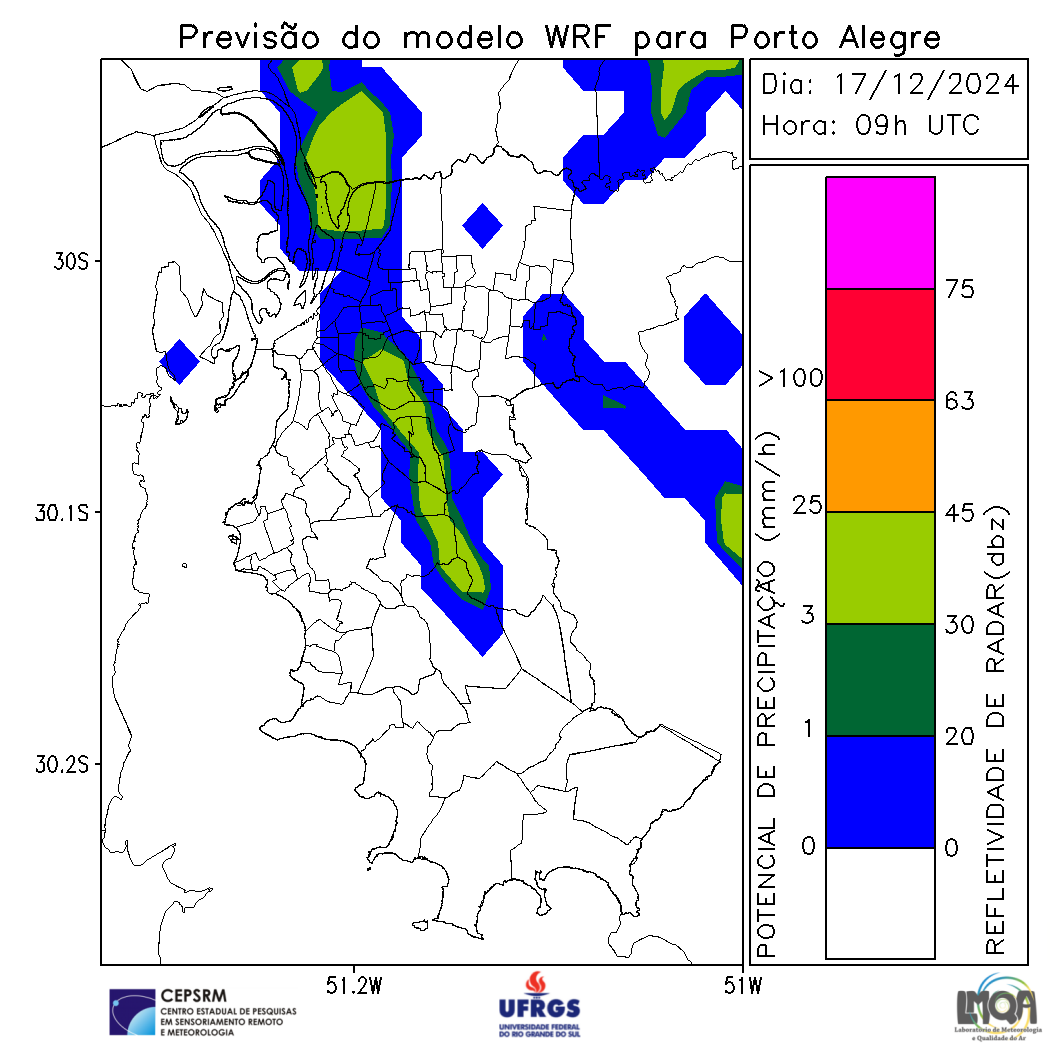 Previsão do modelo WRF para Porto Alegre
Dia: 17/12/2024
Hora: 09h UTC
30S
30.1S
30.2S
51.2W
51W
POTENCIAL DE PRECIPITAÇÃO (mm/h)
>100
25
3
1
0
75
63
45
30
20
0
REFLETIVIDADE DE RADAR(dbz)
CEPSRM
CENTRO ESTADUAL DE PESQUISAS
EM SENSORIAMENTO REMOTO
E METEOROLOGIA
UFRGS
UNIVERSIDADE FEDERAL
DO RIO GRANDE DO SUL
LMQA
Laboratório de Meteorologia
e Qualidade do Ar